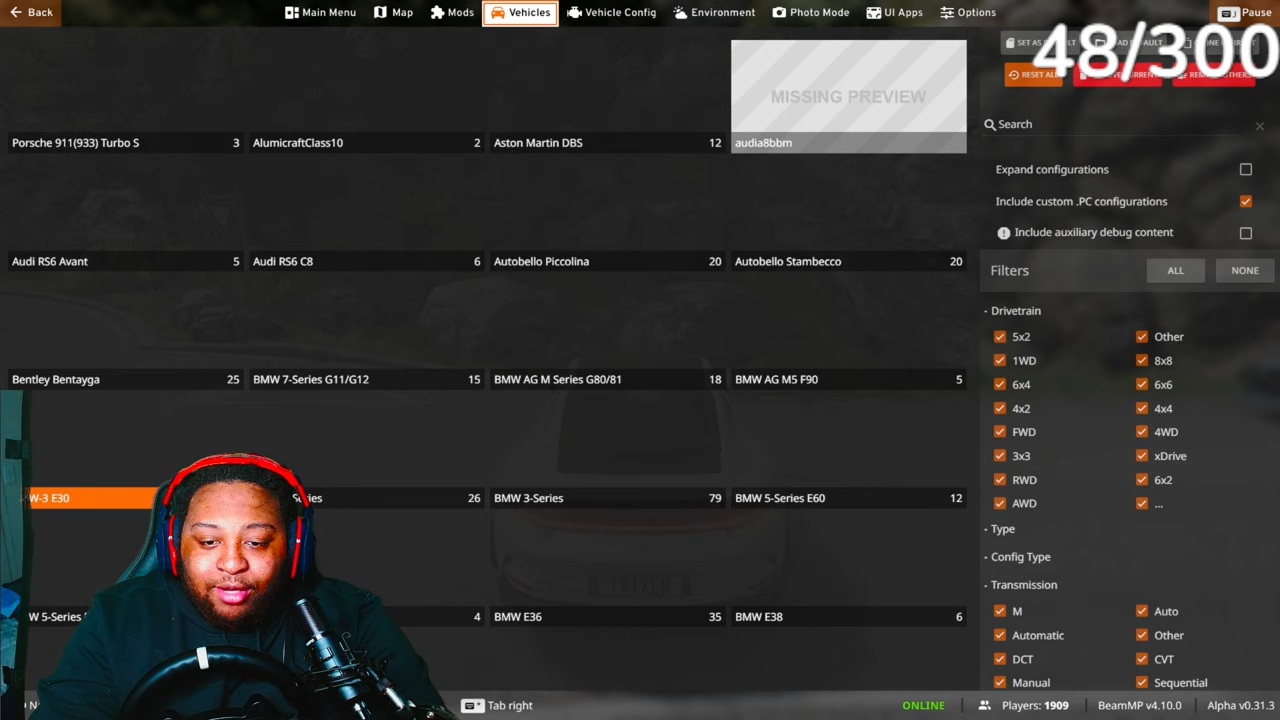 Back
Main Menu
Map
Mods
Vehicles
Vehicle Config
Environment
Photo Mode
UI Apps
Options
Pause
48/300
RESET ALL
Porsche 911(933) Turbo S 3
AlumicraftClass10 2
Aston Martin DBS 12
MISSING PREVIEW
audia8bbm
Search
Expand configurations
Include custom .PC configurations
Include auxiliary debug content
Audi RS6 Avant 5
Audi RS6 C8 6
Autobello Piccolina 20
Autobello Stambecco 20
Filters
ALL
NONE
Drivetrain
5x2 Other
1WD 8x8
6x4 6x6
4x2 4x4
FWD 4WD
3x3 xDrive
RWD 6x2
AWD ...
Bentley Bentayga 25
BMW 7-Series G11/G12 15
BMW AG M Series G80/81 18
BMW AG M5 F90 5
W-3 E30
26
BMW 3-Series 79
BMW 5-Series E60 12
Type
Config Type
Transmission
M Auto
Automatic Other
DCT CVT
Manual Sequential
W 5-Series
4
BMW E36 35
BMW E38 6
TRIXER
Tab right
ONLINE
Players: 1909
BeamMP v4.10.0
Alpha v0.31.3